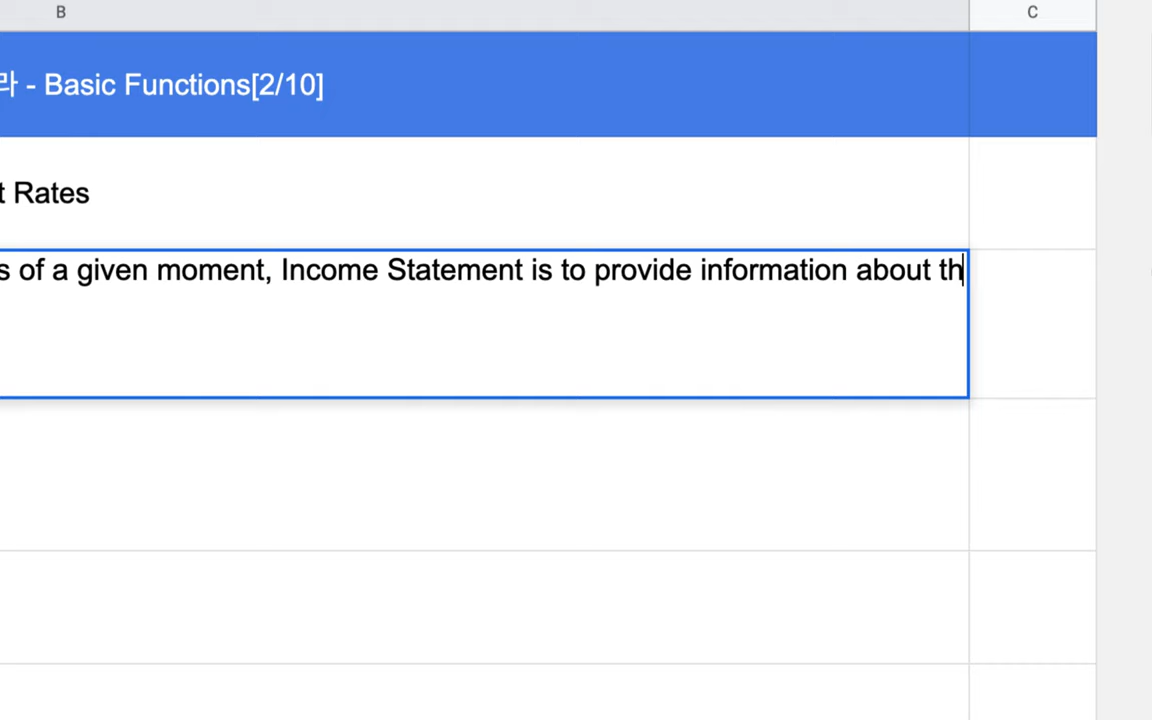 B
C
라 - Basic Functions[2/10]
t Rates
s of a given moment, Income Statement is to provide information about th